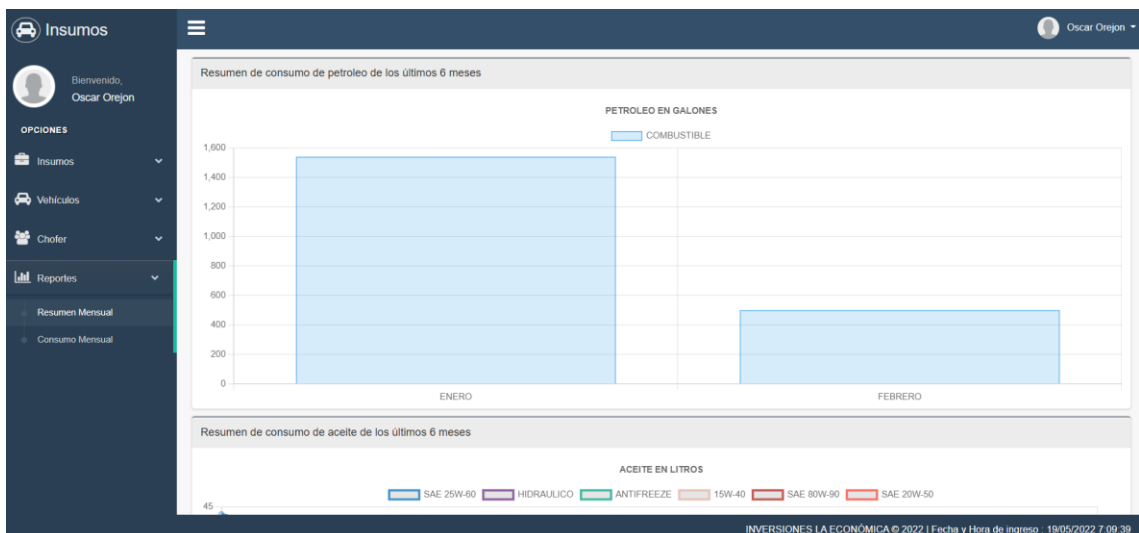 Insumos
Oscar Orejon
Bienvenido,
Oscar Orejon
OPCIONES
Insumos
Vehículos
Chofer
Reportes
Resumen Mensual
Consumo Mensual
Resumen de consumo de petroleo de los últimos 6 meses
PETROLEO EN GALONES
COMBUSTIBLE
1,600
1,400
1,200
1,000
800
600
400
200
0
ENERO FEBRERO
Resumen de consumo de aceite de los últimos 6 meses
ACEITE EN LITROS
SAE 25W-60 HIDRAULICO ANTIFREEZE 15W-40 SAE 80W-90 SAE 20W-50
45
INVERSIONES LA ECONÓMICA © 2022 | Fecha y Hora de ingreso : 19/05/2022 7:09:39